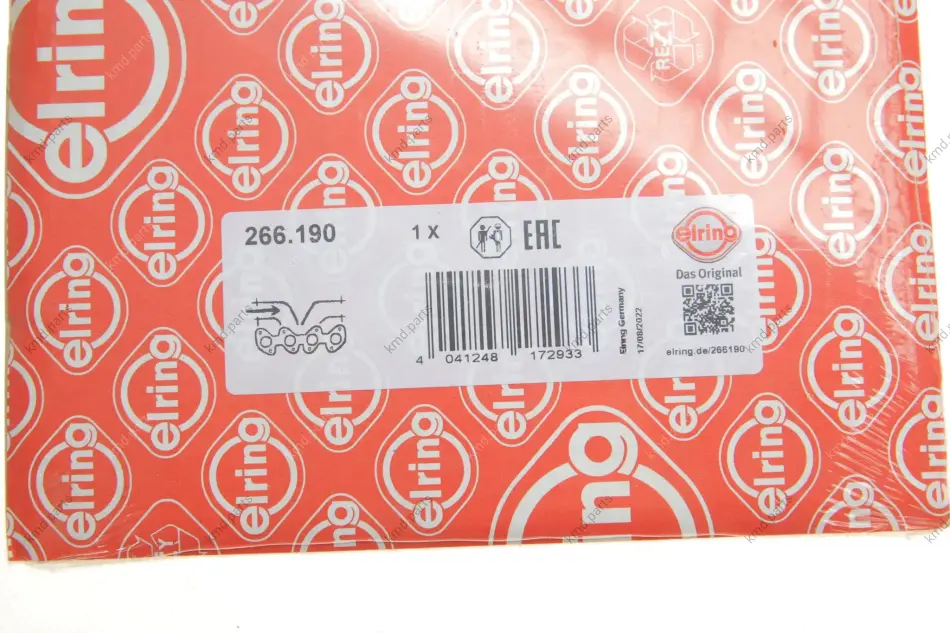 266.190
1 X
EAC
elring
Das Original
4 041248 172933
Elring Germany
17/08/2022
elring.de/266190
elring
TREZY
kmd.parts